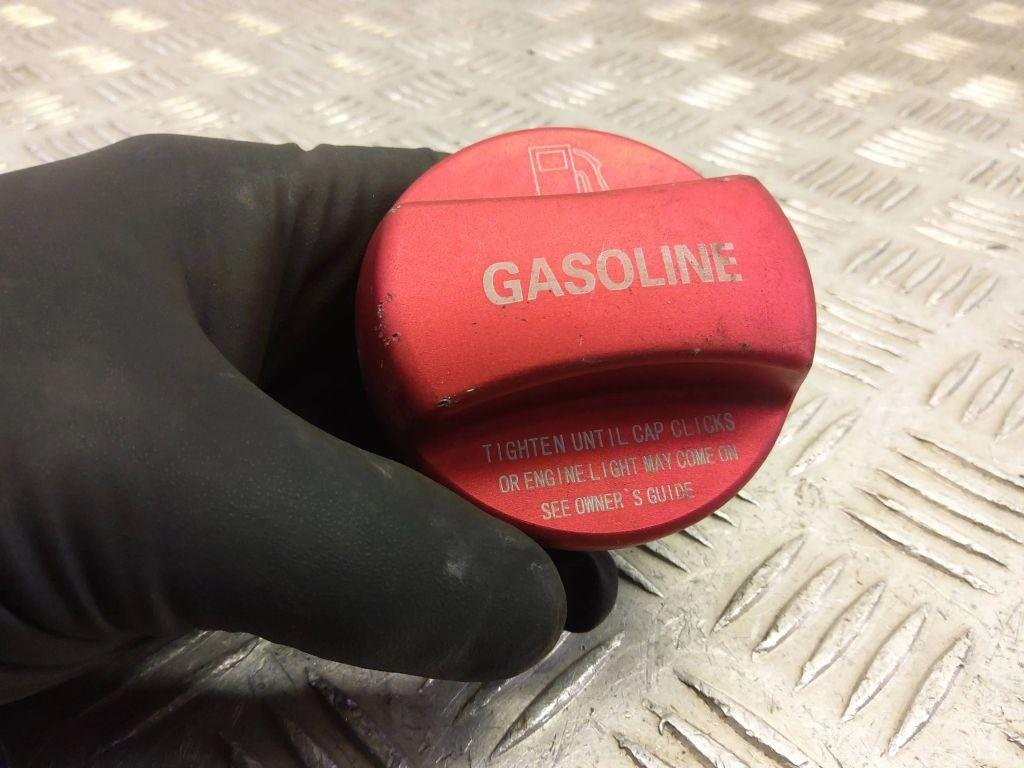 GASOLINE
TIGHTEN UNTIL CAP CLICKS
OR ENGINE LIGHT MAY COME ON
SEE OWNER`S GUIDE